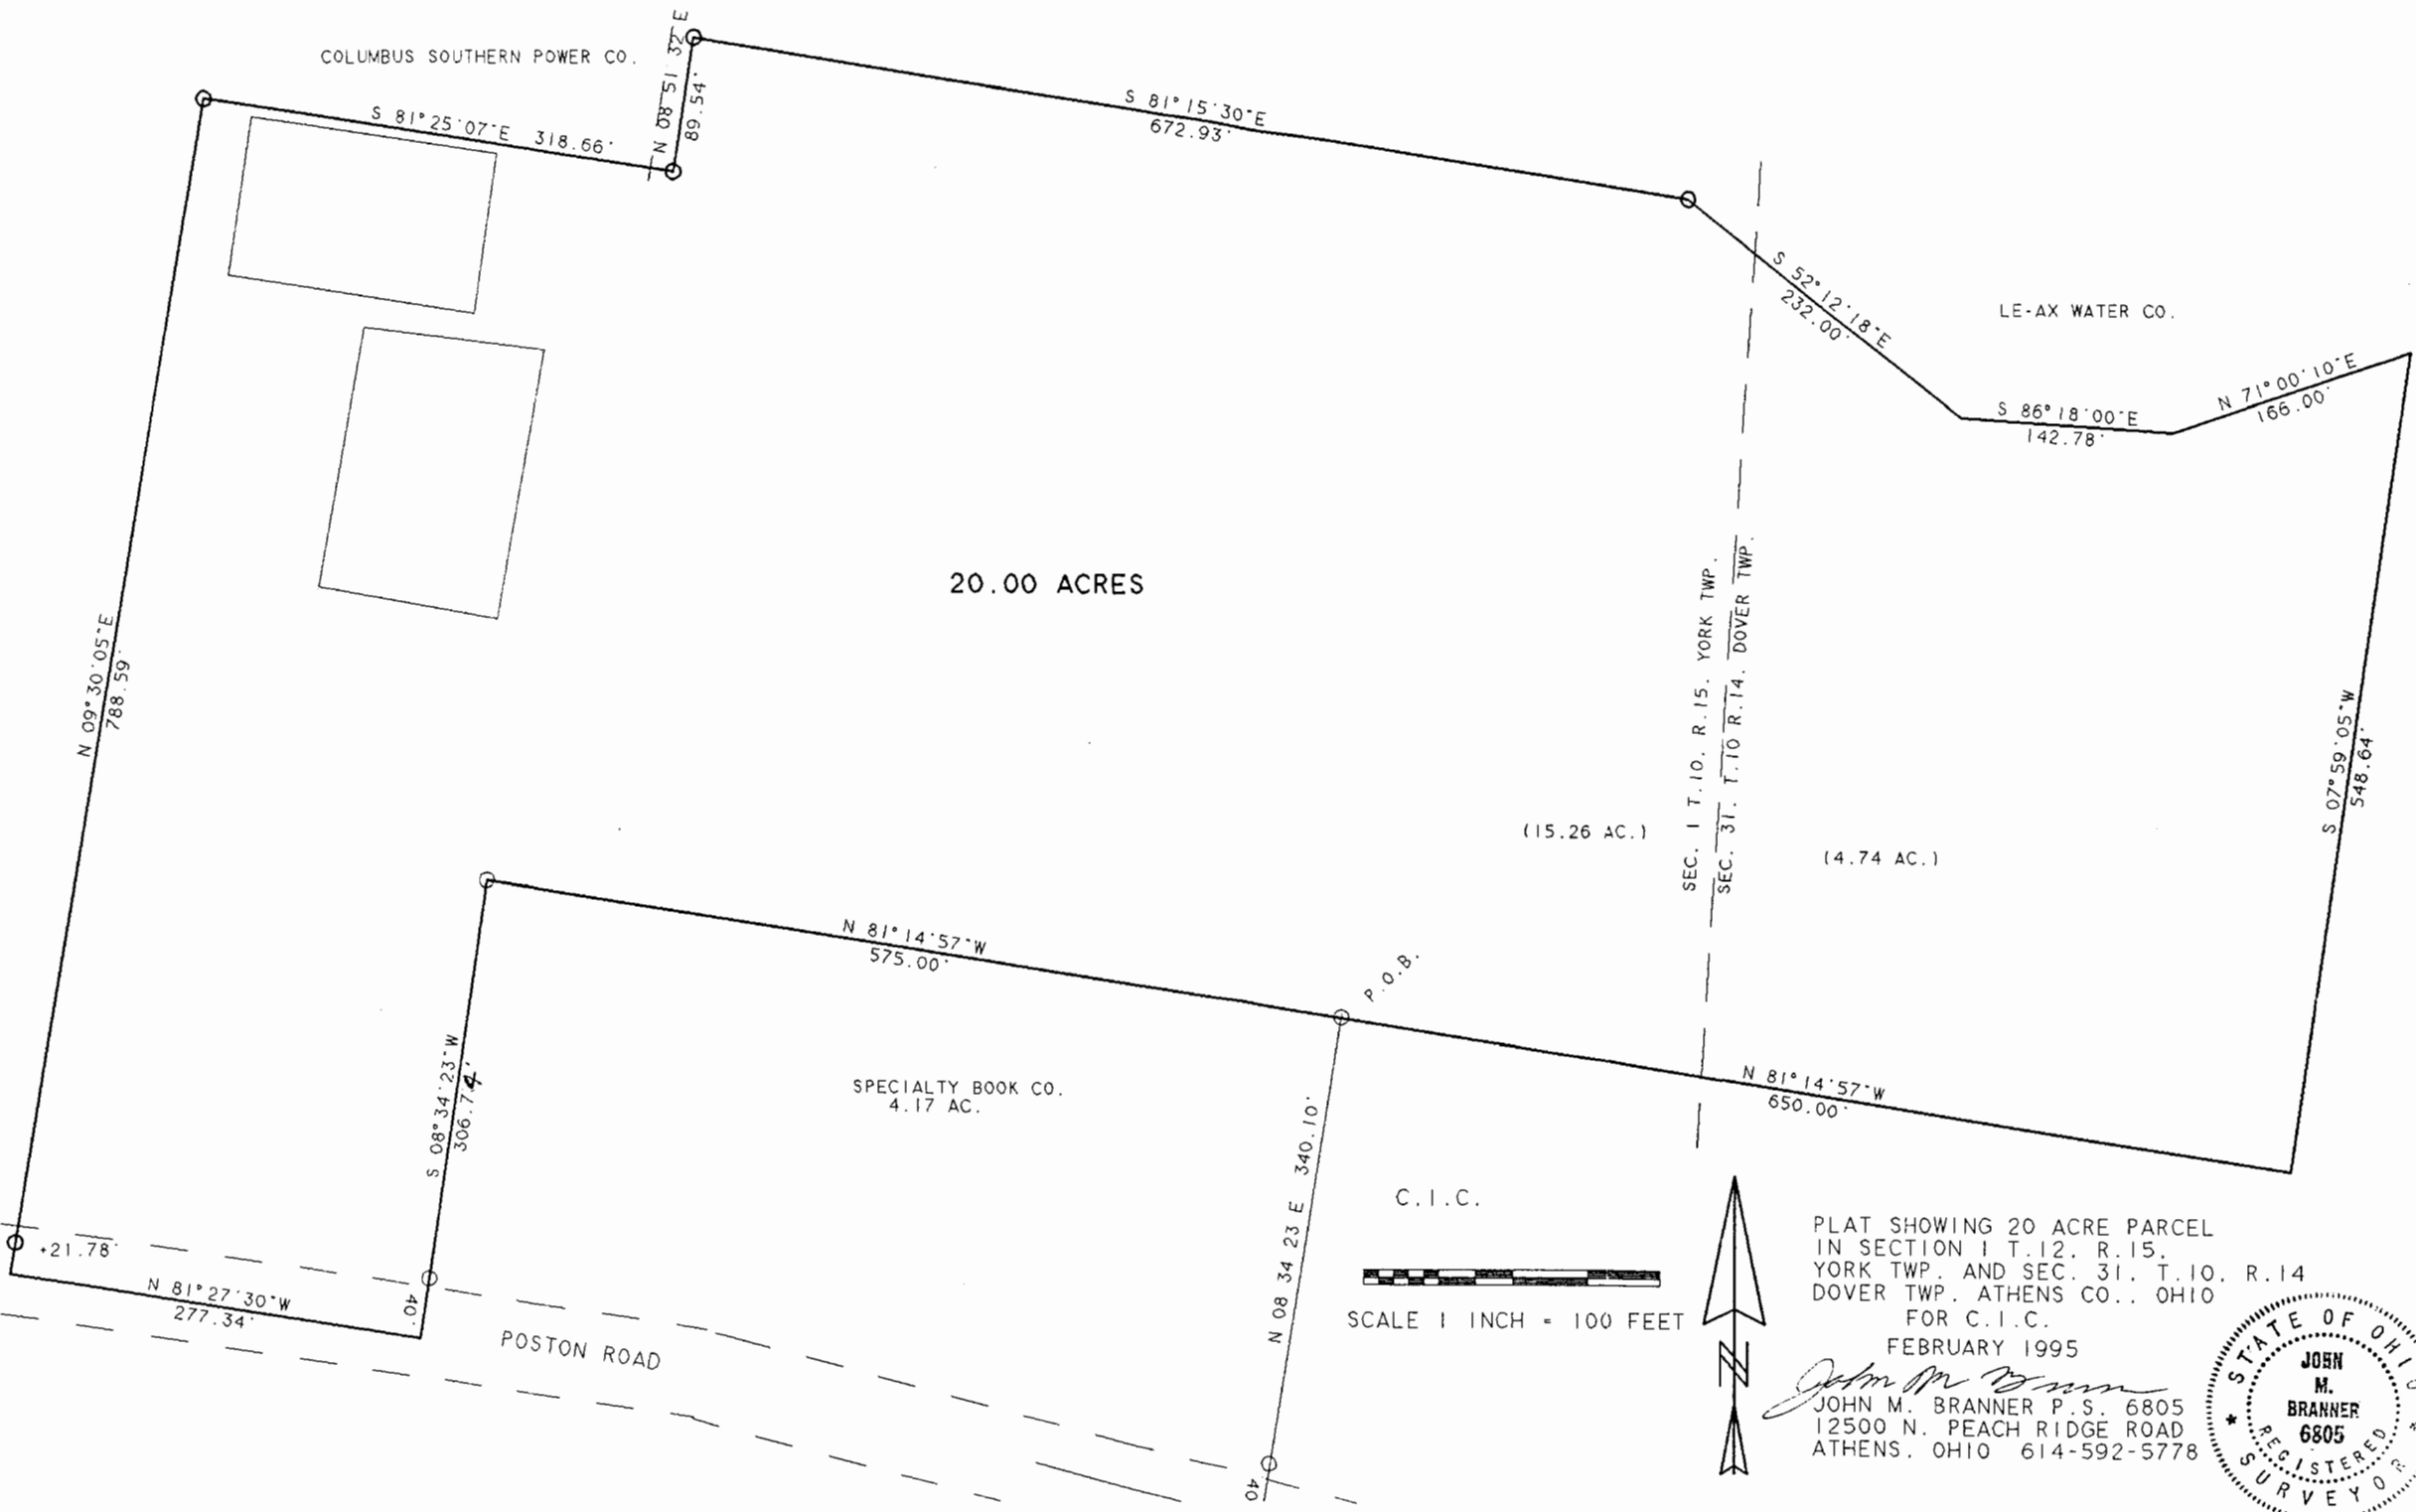 COLUMBUS SOUTHERN POWER CO.
N 08 51 32 E
89.54'
S 81°25'07"E 318.66'
S 81°15'30"E
672.93'
S 52°12'18"E
232.00'
LE-AX WATER CO.
S 86°18'00"E
142.78'
N 71°00'10"E
166.00'
20.00 ACRES
N 09°30'05"E
788.59'
SEC. 1 T.10. R.15. YORK TWP.
SEC. 31. T.10 R.14. DOVER TWP.
S 07°59'05"W
548.64'
(15.26 AC.)
(4.74 AC.)
N 81°14'57"W
575.00'
P.O.B.
S 08°34'23"W
306.74'
SPECIALTY BOOK CO.
4.17 AC.
N 08 34 23 E 340.10'
N 81°14'57"W
650.00'
+21.78'
N 81°27'30"W
277.34'
40'
POSTON ROAD
40
C.I.C.
SCALE 1 INCH = 100 FEET
N
PLAT SHOWING 20 ACRE PARCEL
IN SECTION 1 T.12. R.15.
YORK TWP. AND SEC. 31. T.10. R.14
DOVER TWP. ATHENS CO.. OHIO
FOR C.I.C.
FEBRUARY 1995
John M Branner
JOHN M. BRANNER P.S. 6805
12500 N. PEACH RIDGE ROAD
ATHENS. OHIO 614-592-5778
STATE OF OHIO
JOHN
M.
BRANNER
6805
REGISTERED
SURVEYOR